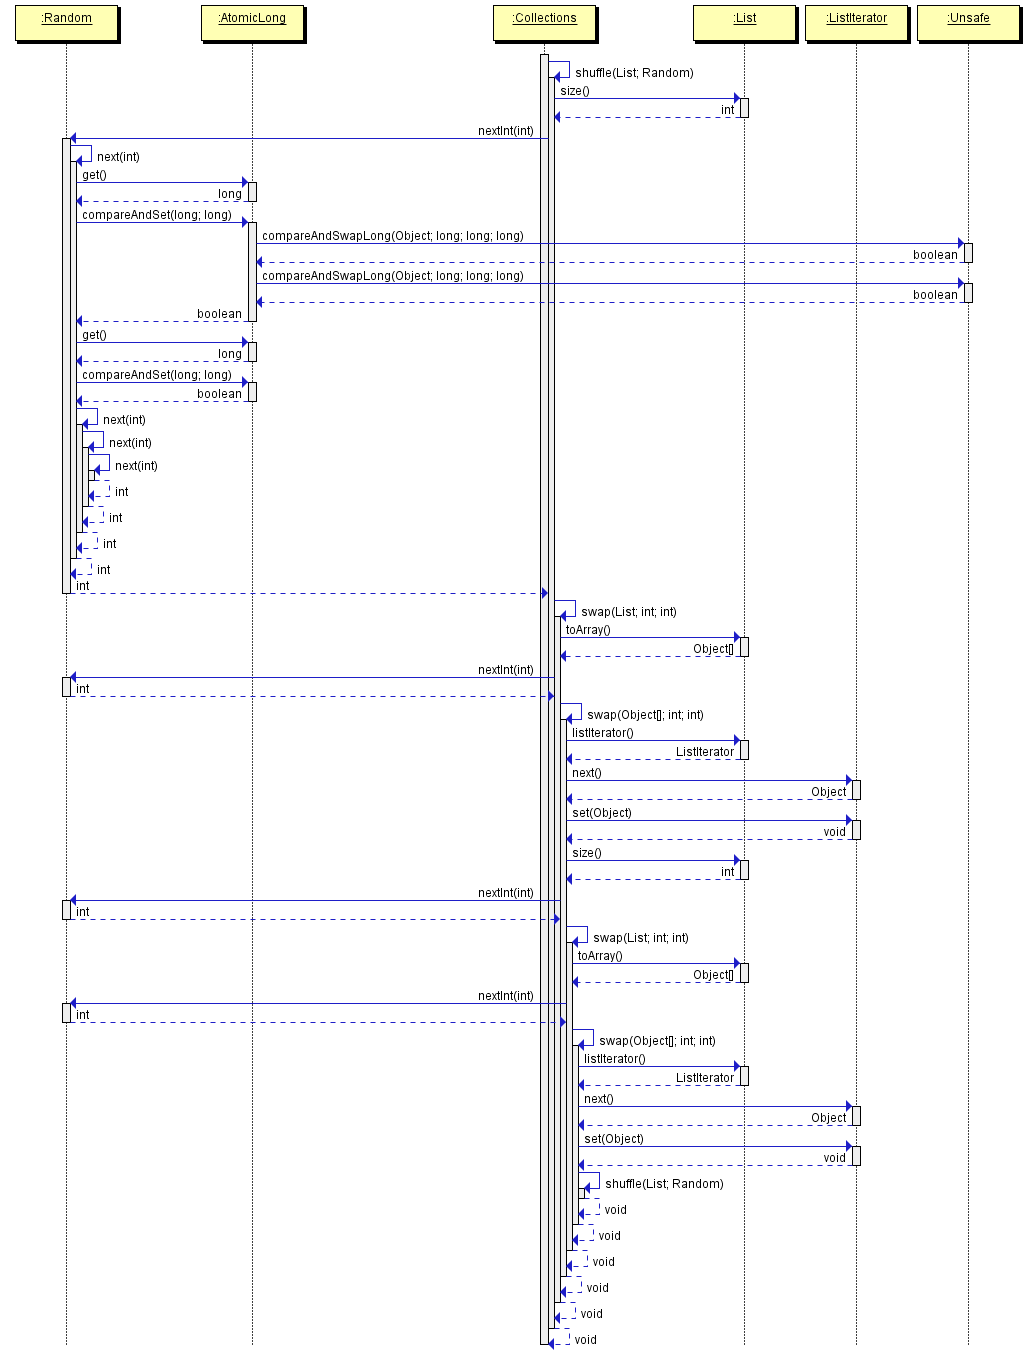 :Random :AtomicLong :Collections :List :ListIterator :Unsafe
shuffle(List; Random)
size()
int
nextInt(int)
next(int)
get()
long
compareAndSet(long; long)
compareAndSwapLong(Object; long; long; long)
boolean
compareAndSwapLong(Object; long; long; long)
boolean
boolean
get()
long
compareAndSet(long; long)
boolean
next(int)
next(int)
next(int)
int
int
int
int
int
swap(List; int; int)
toArray()
Object[]
nextInt(int)
int
swap(Object[]; int; int)
listIterator()
ListIterator
next()
Object
set(Object)
void
size()
int
nextInt(int)
int
swap(List; int; int)
toArray()
Object[]
nextInt(int)
int
swap(Object[]; int; int)
listIterator()
ListIterator
next()
Object
set(Object)
void
shuffle(List; Random)
void
void
void
void
void
void